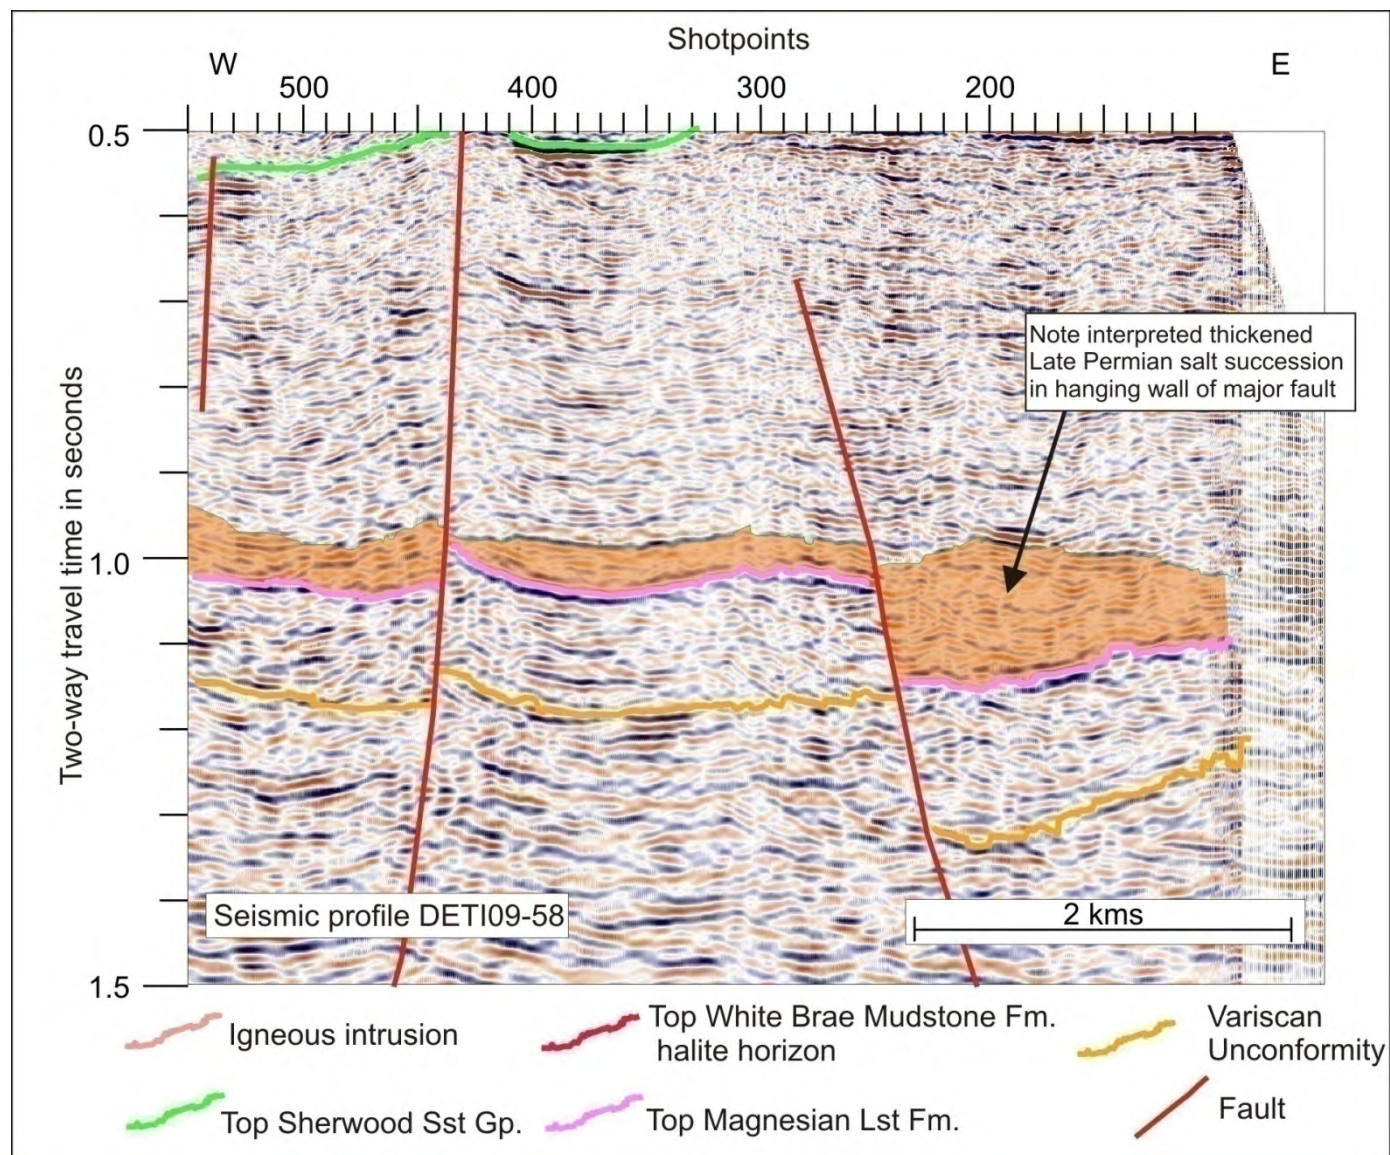 Shotpoints
W
E
500
400
300
200
0.5
Note interpreted thickened
Late Permian salt succession
in hanging wall of major fault
Two-way travel time in seconds
1.0
Seismic profile DETI09-58
2 kms
1.5
Igneous intrusion
Top White Brae Mudstone Fm.
halite horizon
Variscan
Unconformity
Top Sherwood Sst Gp.
Top Magnesian Lst Fm.
Fault